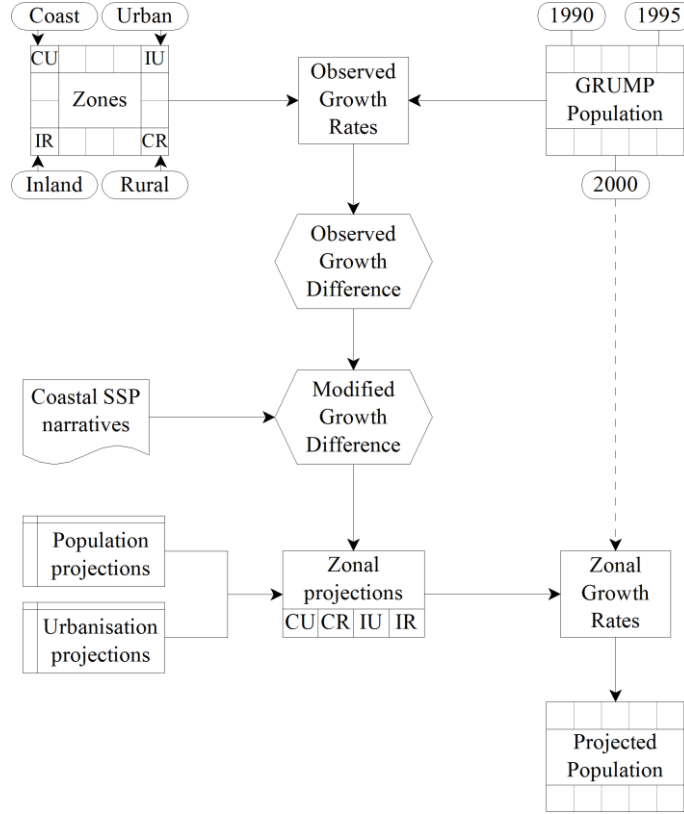 Coast
Urban
1990
1995
CU
IU
Zones
IR
CR
Inland
Rural
Observed
Growth
Rates
GRUMP
Population
2000
Observed
Growth
Difference
Coastal SSP
narratives
Modified
Growth
Difference
Population
projections
Urbanisation
projections
Zonal
projections
CU CR IU IR
Zonal
Growth
Rates
Projected
Population